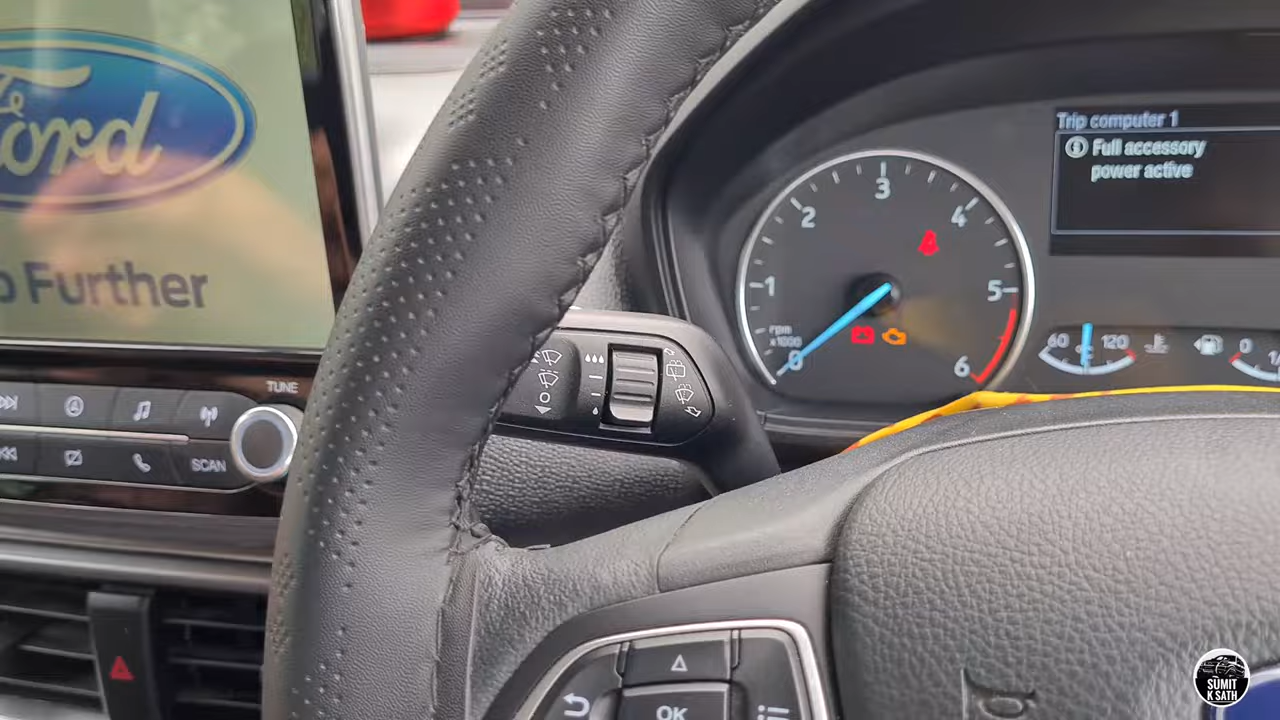 Ford
Further
TUNE
SCAN
Trip computer 1
Full accessory
power active
0
1
2
3
4
5
6
rpm
x1000
60
°C
120
0
OK
SUMIT
K SATH